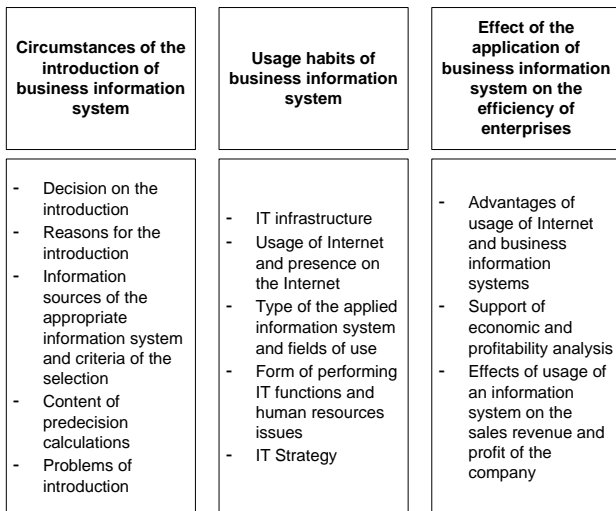 Circumstances of the
introduction of
business information
system
Usage habits of
business information
system
Effect of the
application of
business information
system on the
efficiency of
enterprises
- Decision on the
introduction
- Reasons for the
introduction
- Information
sources of the
appropriate
information system
and criteria of the
selection
- Content of
predecision
calculations
- Problems of
introduction
- IT infrastructure
- Usage of Internet
and presence on
the Internet
- Type of the applied
information system
and fields of use
- Form of performing
IT functions and
human resources
issues
- IT Strategy
- Advantages of
usage of Internet
and business
information
systems
- Support of
economic and
profitability analysis
- Effects of usage of
an information
system on the
sales revenue and
profit of the
company